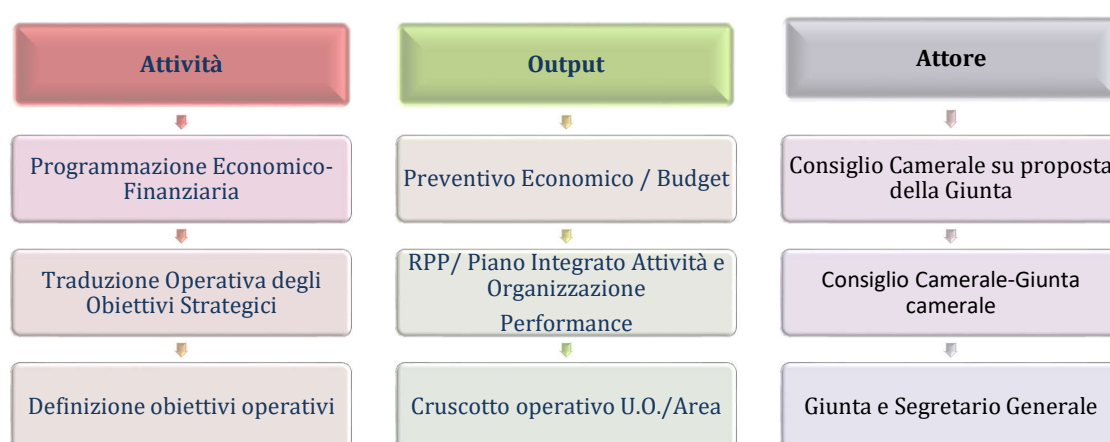 Attività
Programmazione Economico-
Finanziaria
Traduzione Operativa degli
Obiettivi Strategici
Definizione obiettivi operativi
Output
Preventivo Economico / Budget
RPP/ Piano Integrato Attività e
Organizzazione
Performance
Cruscotto operativo U.O./Area
Attore
Consiglio Camerale su proposta
della Giunta
Consiglio Camerale-Giunta
camerale
Giunta e Segretario Generale